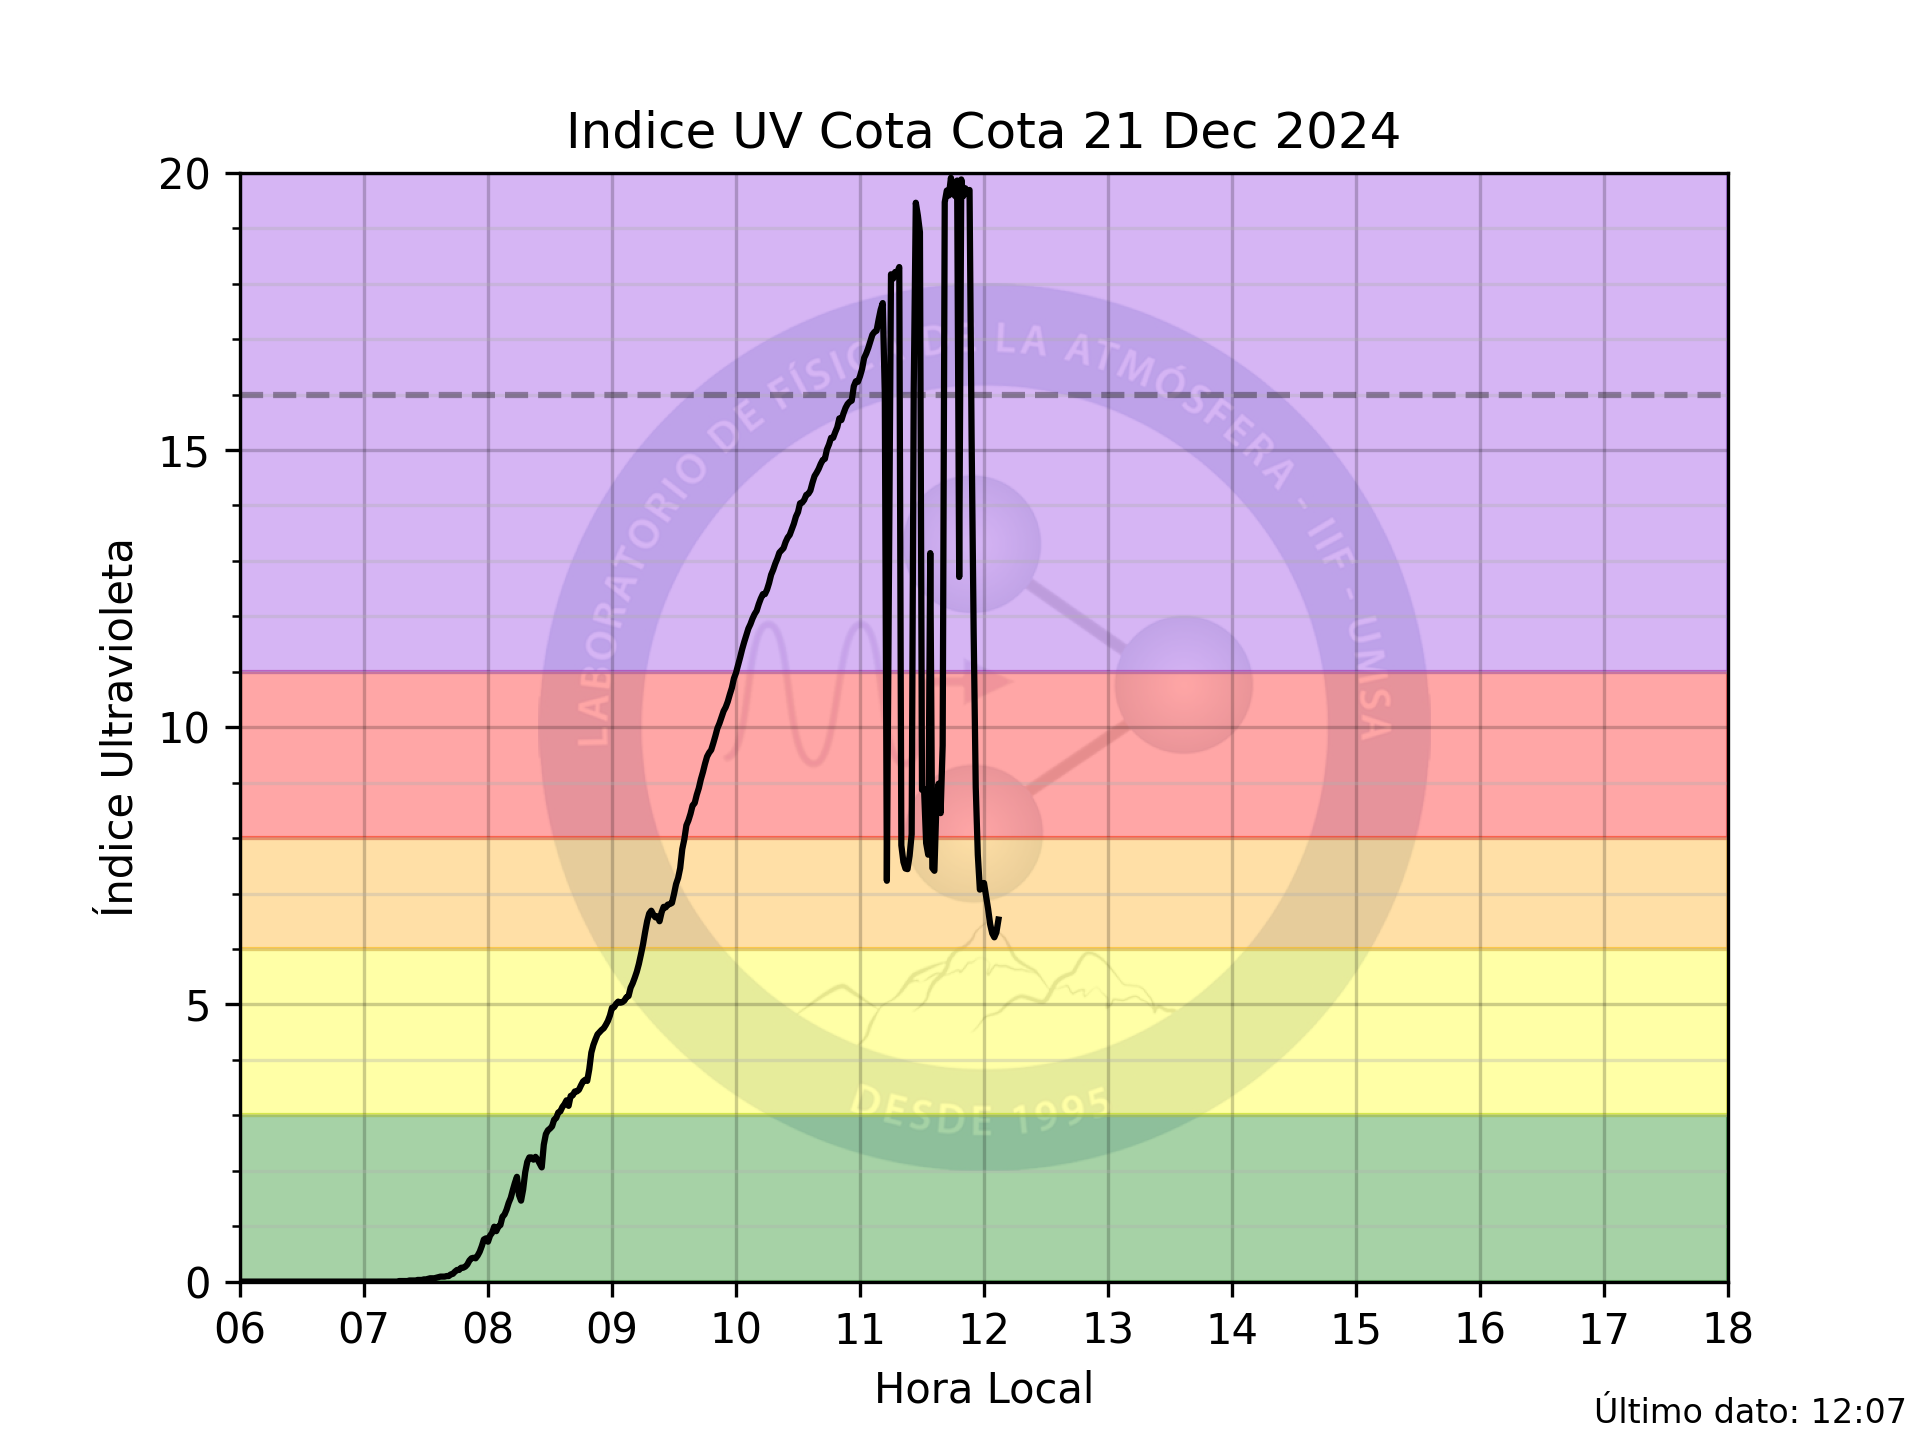 Indice UV Cota Cota 21 Dec 2024
20
15
10
5
0
Índice Ultravioleta
LABORATORIO DE FÍSICA DE LA ATMÓSFERA - IIF - UMSA
DESDE 1995
06 07 08 09 10 11 12 13 14 15 16 17 18
Hora Local
Último dato: 12:07